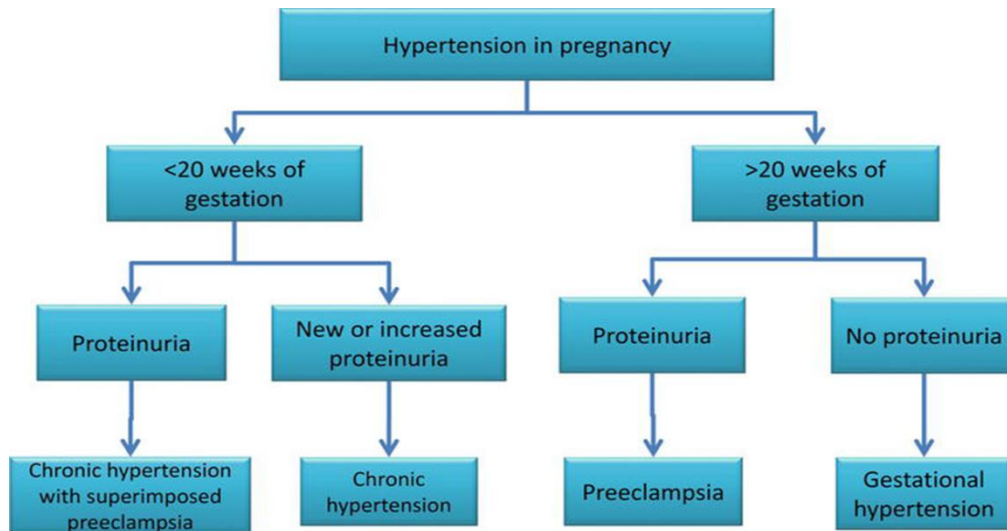 Hypertension in pregnancy
<20 weeks of
gestation
>20 weeks of
gestation
Proteinuria
New or increased
proteinuria
Proteinuria
No proteinuria
Chronic hypertension
with superimposed
preeclampsia
Chronic
hypertension
Preeclampsia
Gestational
hypertension